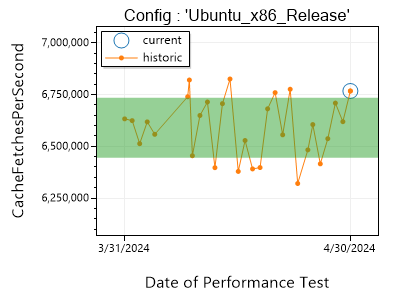 Config : 'Ubuntu_x86_Release'
CacheFetchesPerSecond
7,000,000
6,750,000
6,500,000
6,250,000
current
historic
3/31/2024
4/30/2024
Date of Performance Test